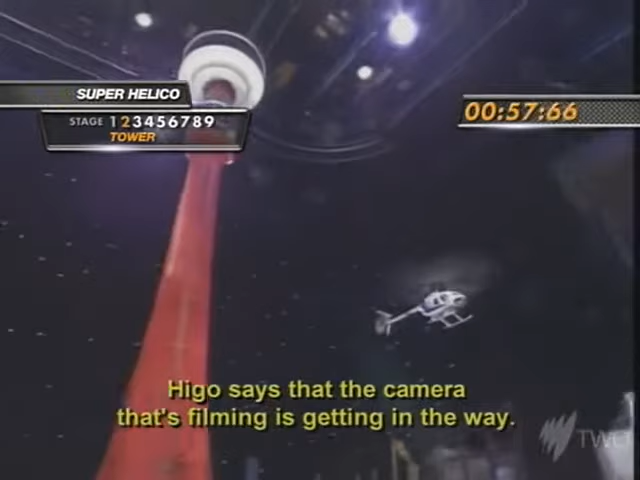 SUPER HELICO
STAGE 123456789
TOWER
00:57:66
Higo says that the camera
that's filming is getting in the way.